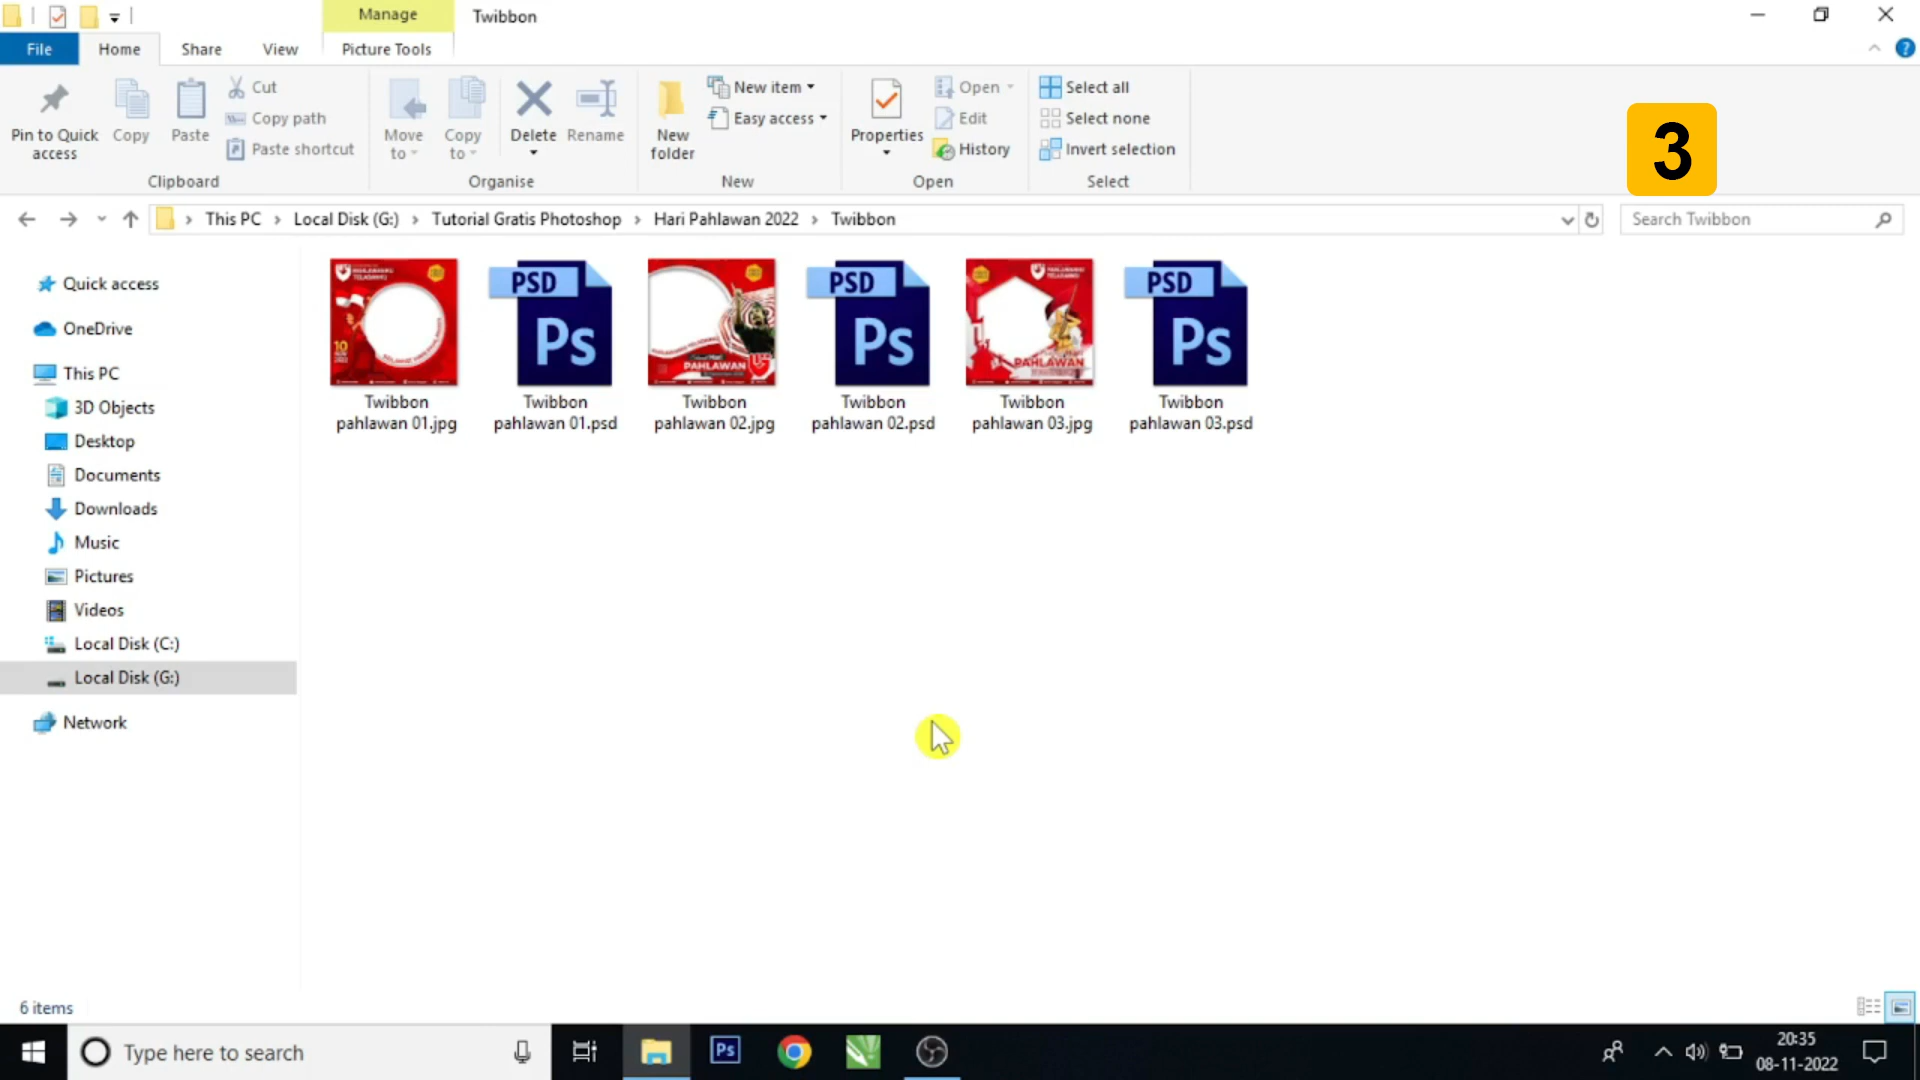 Manage
Twibbon
File
Home
Share
View
Picture Tools
Pin to Quick access
Copy
Paste
Cut
Copy path
Paste shortcut
Clipboard
Move to
Copy to
Delete
Rename
Organise
New folder
New item
Easy access
New
Properties
Open
Edit
History
Open
Select all
Select none
Invert selection
Select
3
This PC > Local Disk (G:) > Tutorial Gratis Photoshop > Hari Pahlawan 2022 > Twibbon
Search Twibbon
Quick access
OneDrive
This PC
3D Objects
Desktop
Documents
Downloads
Music
Pictures
Videos
Local Disk (C:)
Local Disk (G:)
Network
PSD
Ps
PAHLAWAN
PSD
Ps
PAHLAWAN
PSD
Ps
Twibbon
pahlawan 01.jpg
Twibbon
pahlawan 01.psd
Twibbon
pahlawan 02.jpg
Twibbon
pahlawan 02.psd
Twibbon
pahlawan 03.jpg
Twibbon
pahlawan 03.psd
6 items
Type here to search
Ps
20:35
08-11-2022